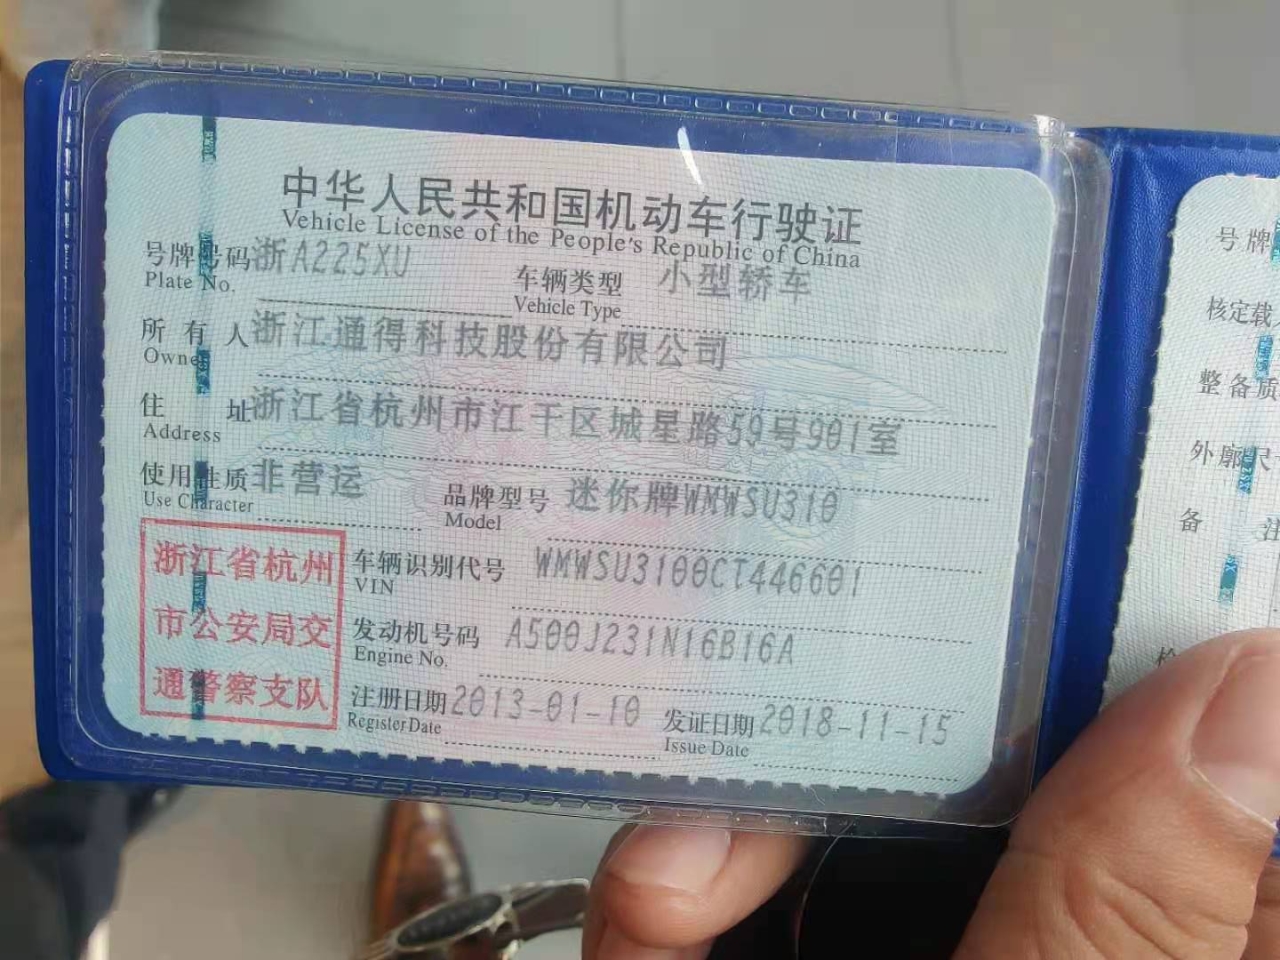 中华人民共和国机动车行驶证
Vehicle License of the People's Republic of China
号牌号码 浙A225XU 车辆类型 小型轿车
Plate No. Vehicle Type
所有人 浙江通得科技股份有限公司
Owner
住址 浙江省杭州市江干区城星路59号901室
Address
使用性质 非营运 品牌型号 迷你牌WMWSU310
Use Character Model
浙江省杭州
市公安局交
通警察支队
车辆识别代号 WMWSU3100CT446601
VIN
发动机号码 A500J231N16B16A
Engine No.
注册日期 2013-01-10 发证日期 2018-11-15
Register Date Issue Date
号牌
核定载
整备质
外廓尺
备 注